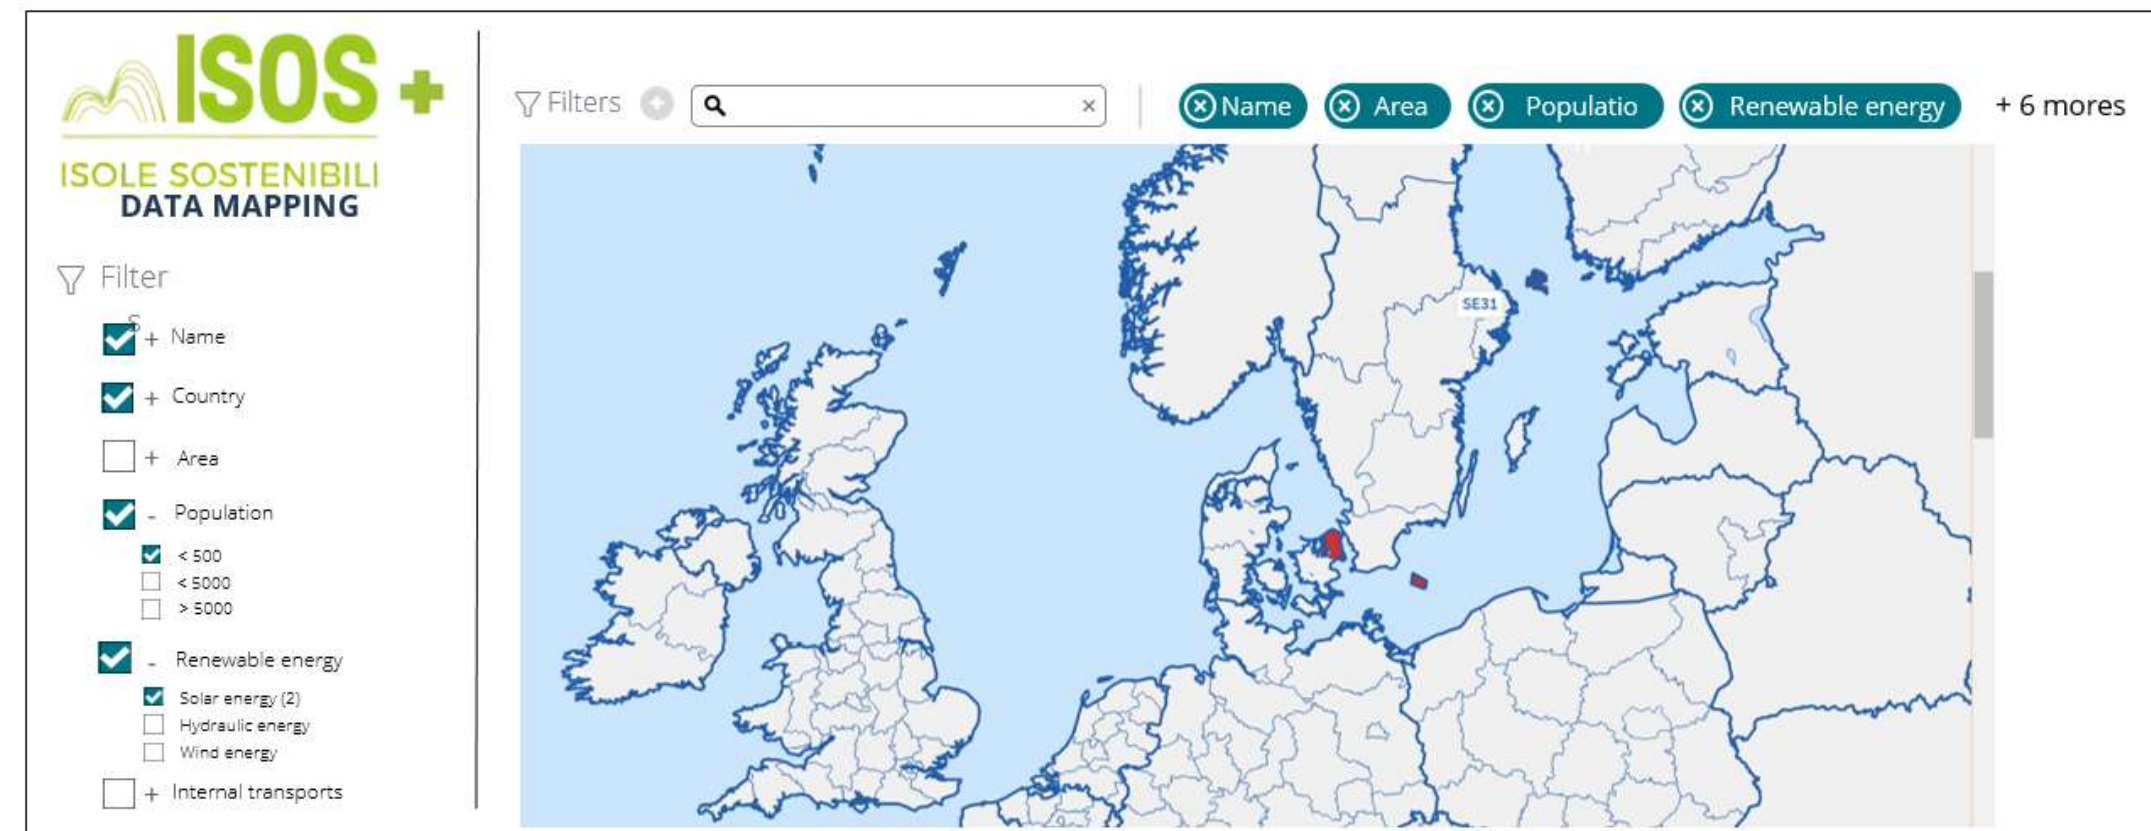 ISOS +
ISOLE SOSTENIBILI
DATA MAPPING
Filters
Name
Area
Populatio
Renewable energy
+ 6 mores
Filter
s
+ Name
+ Country
+ Area
- Population
< 500
< 5000
> 5000
- Renewable energy
Solar energy (2)
Hydraulic energy
Wind energy
+ Internal transports
SE31